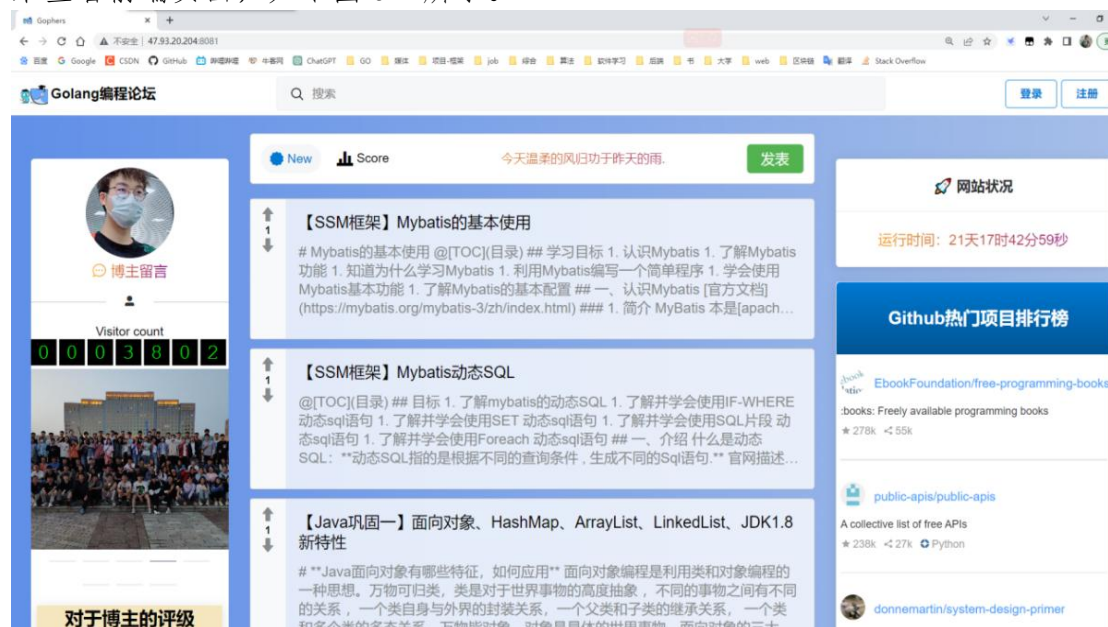 Gophers
不安全 47.93.20.204:8081
百度 Google CSDN GitHub 哔哩哔哩 牛客网 ChatGPT GO 媒体 项目-框架 job 综合 算法 软件学习 后端 书 大学 web 区块链 翻译 Stack Overflow
Golang编程论坛
搜索
登录 注册
New Score 今天温柔的风归功于昨天的雨. 发表
博主留言
Visitor count
0003802
对于博主的评级
1
【SSM框架】Mybatis的基本使用
# Mybatis的基本使用 @[TOC](目录) ## 学习目标 1. 认识Mybatis 1. 了解Mybatis
功能 1. 知道为什么学习Mybatis 1. 利用Mybatis编写一个简单程序 1. 学会使用
Mybatis基本功能 1. 了解Mybatis的基本配置 ## 一、认识Mybatis [官方文档]
(https://mybatis.org/mybatis-3/zh/index.html) ### 1. 简介 MyBatis 本是[apach…
1
【SSM框架】Mybatis动态SQL
@[TOC](目录) ## 目标 1. 了解mybatis的动态SQL 1. 了解并学会使用IF-WHERE
动态sql语句 1. 了解并学会使用SET 动态sql语句 1. 了解并学会使用SQL片段 动
态sql语句 1. 了解并学会使用Foreach 动态sql语句 ## 一、介绍 什么是动态
SQL：**动态SQL指的是根据不同的查询条件 , 生成不同的Sql语句.** 官网描述…
1
【Java巩固一】面向对象、HashMap、ArrayList、LinkedList、JDK1.8
新特性
# **Java面向对象有哪些特征，如何应用** 面向对象编程是利用类和对象编程的
一种思想。万物可归类，类是对于世界事物的高度抽象 ，不同的事物之间有不同
的关系 ，一个类自身与外界的封装关系，一个父类和子类的继承关系， 一个类
网站状况
运行时间：21天17时42分59秒
Github热门项目排行榜
EbookFoundation/free-programming-books
:books: Freely available programming books
278k 55k
public-apis/public-apis
A collective list of free APIs
238k 27k Python
donnemartin/system-design-primer